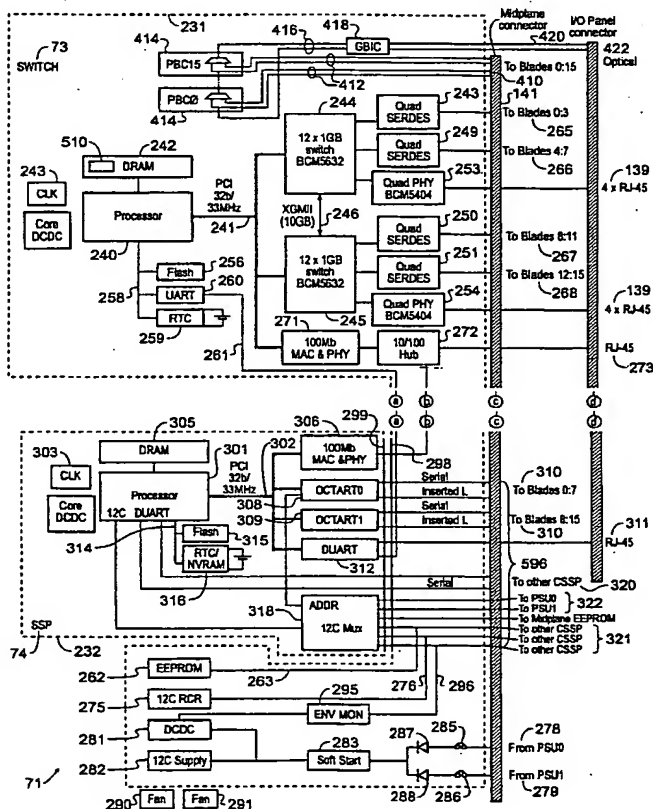 231
Midplane
connector
I/O Panel
connector
73
SWITCH
414
PBC15
416
418
GBIC
420
422
Optical
412
410
To Blades 0:15
PBCØ
414
141
244
Quad
SERDES
243
To Blades 0:3
265
510
242
DRAM
243
CLK
Core
DCDC
Processor
240
PCI
32b/
33MHz
241
12 x 1GB
switch
BCM5632
Quad
SERDES
249
To Blades 4:7
266
253
Quad PHY
BCM5404
139
4 x RJ-45
XGMII
(10GB)
246
Quad
SERDES
250
To Blades 8:11
267
12 x 1GB
switch
BCM5632
245
Quad
SERDES
251
To Blades 12:15
268
254
Quad PHY
BCM5404
139
4 x RJ-45
258
Flash
256
UART
260
RTC
259
261
271
100Mb
MAC & PHY
272
10/100
Hub
RJ-45
273
a
b
c
d
a
b
c
d
305
DRAM
303
CLK
Core
DCDC
301
Processor
12C DUART
PCI
32b/
33MHz
302
306
299
100Mb
MAC &PHY
298
OCTART0
308
Serial
Inserted L
310
To Blades 0:7
OCTART1
309
Serial
Inserted L
To Blades 8:15
310
311
RJ-45
DUART
312
596
314
Flash
315
RTC/
NVRAM
316
Serial
To other CSSP
320
ADDR
12C Mux
318
To PSU0
To PSU1
322
To Midplane EEPROM
To other CSSP
To other CSSP
To other CSSP
321
SSP
74
232
262
EEPROM
263
276
296
275
12C RCR
295
ENV MON
281
DCDC
282
12C Supply
283
Soft Start
287
285
278
From PSU0
288
286
From PSU1
279
71
290
Fan
Fan
291